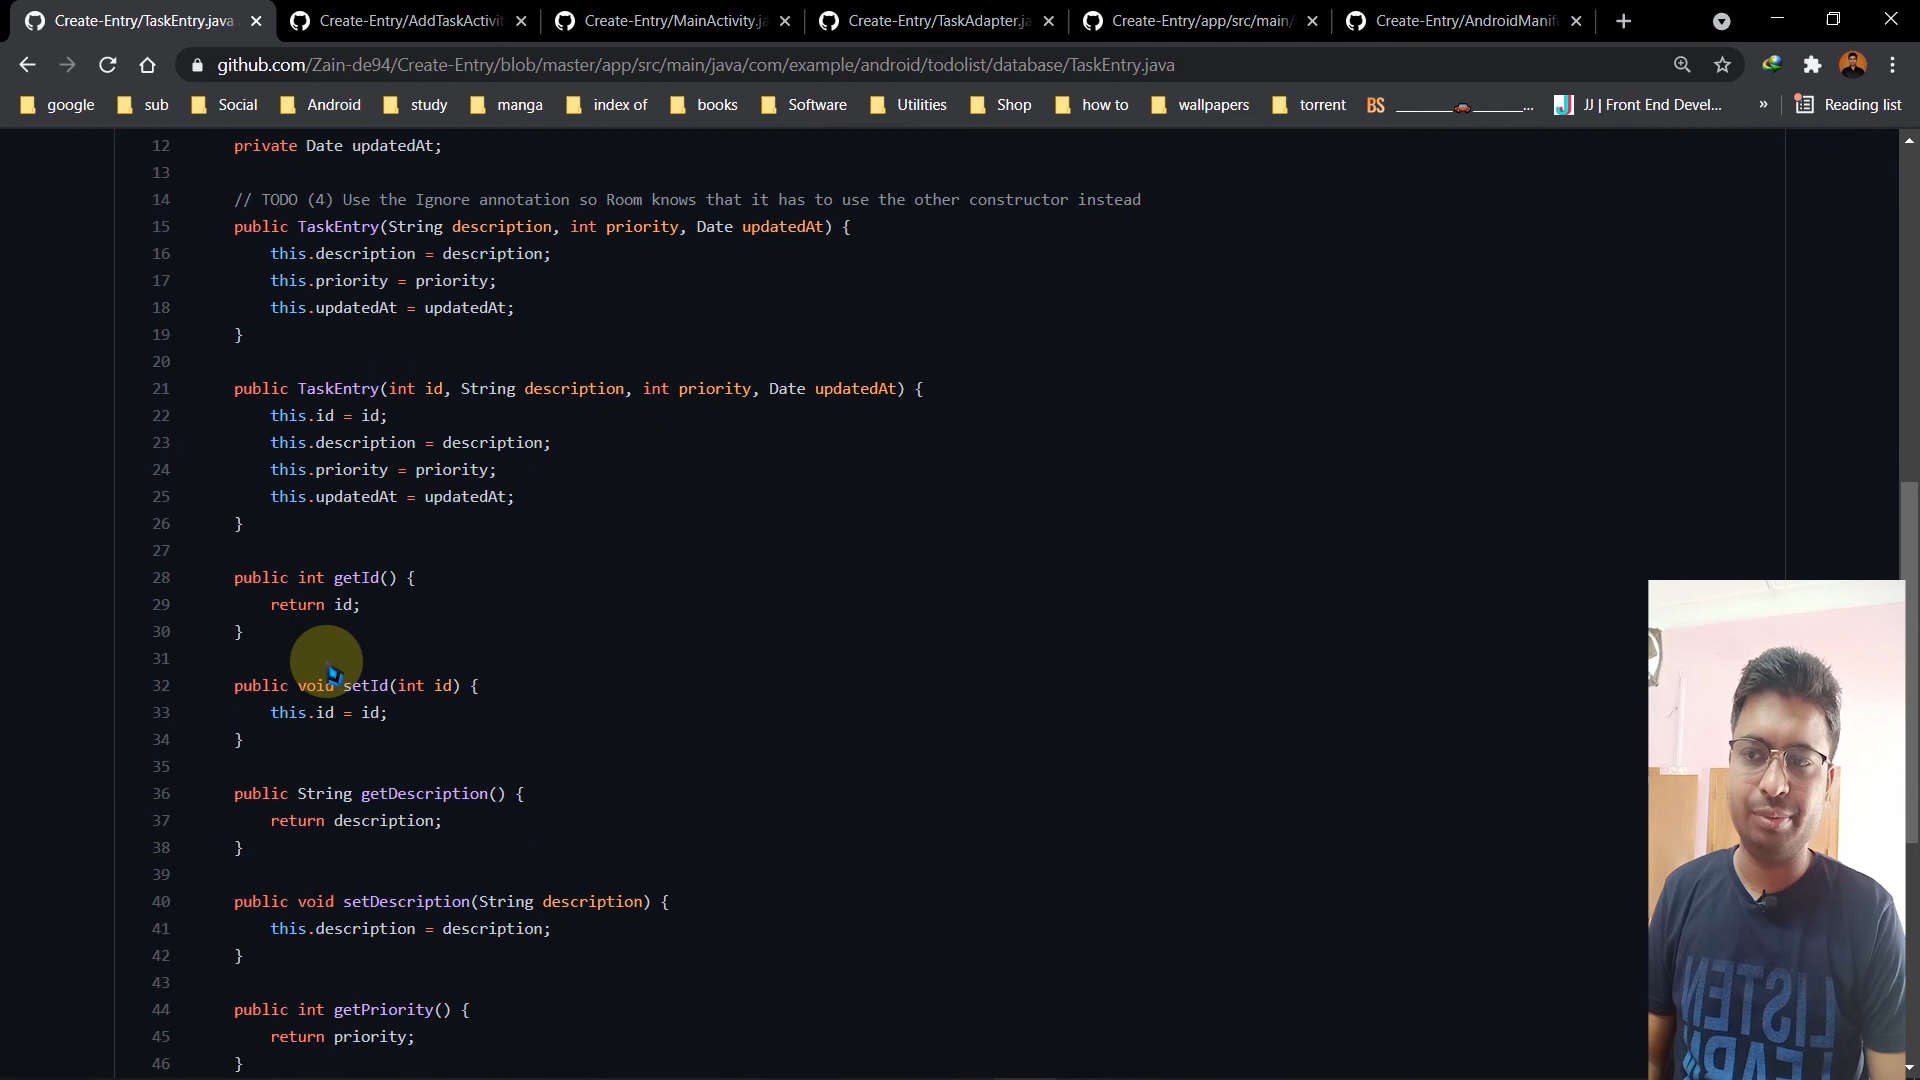 Create-Entry/TaskEntry.java
Create-Entry/AddTaskActivit
Create-Entry/MainActivity.ja
Create-Entry/TaskAdapter.ja
Create-Entry/app/src/main/
Create-Entry/AndroidManif
github.com/Zain-de94/Create-Entry/blob/master/app/src/main/java/com/example/android/todolist/database/TaskEntry.java
google sub Social Android study manga index of books Software Utilities Shop how to wallpapers torrent BS ... JJ | Front End Devel... » Reading list
12 private Date updatedAt;
13
14 // TODO (4) Use the Ignore annotation so Room knows that it has to use the other constructor instead
15 public TaskEntry(String description, int priority, Date updatedAt) {
16 this.description = description;
17 this.priority = priority;
18 this.updatedAt = updatedAt;
19 }
20
21 public TaskEntry(int id, String description, int priority, Date updatedAt) {
22 this.id = id;
23 this.description = description;
24 this.priority = priority;
25 this.updatedAt = updatedAt;
26 }
27
28 public int getId() {
29 return id;
30 }
31
32 public void setId(int id) {
33 this.id = id;
34 }
35
36 public String getDescription() {
37 return description;
38 }
39
40 public void setDescription(String description) {
41 this.description = description;
42 }
43
44 public int getPriority() {
45 return priority;
46 }
LISTEN
LEARN